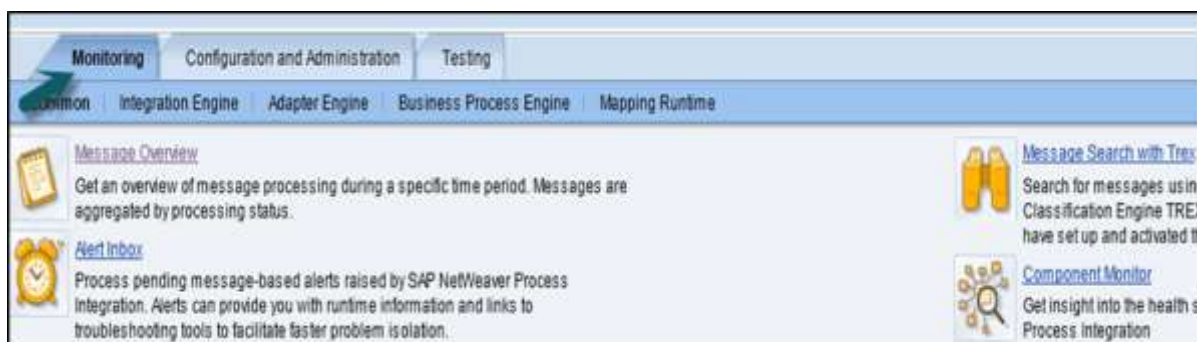 Monitoring Configuration and Administration Testing
Common Integration Engine Adapter Engine Business Process Engine Mapping Runtime
Message Overview
Get an overview of message processing during a specific time period. Messages are
aggregated by processing status.
Alert Inbox
Process pending message-based alerts raised by SAP NetWeaver Process
Integration. Alerts can provide you with runtime information and links to
troubleshooting tools to facilitate faster problem isolation.
Message Search with Trex
Search for messages usin
Classification Engine TREX
have set up and activated th
Component Monitor
Get insight into the health s
Process Integration